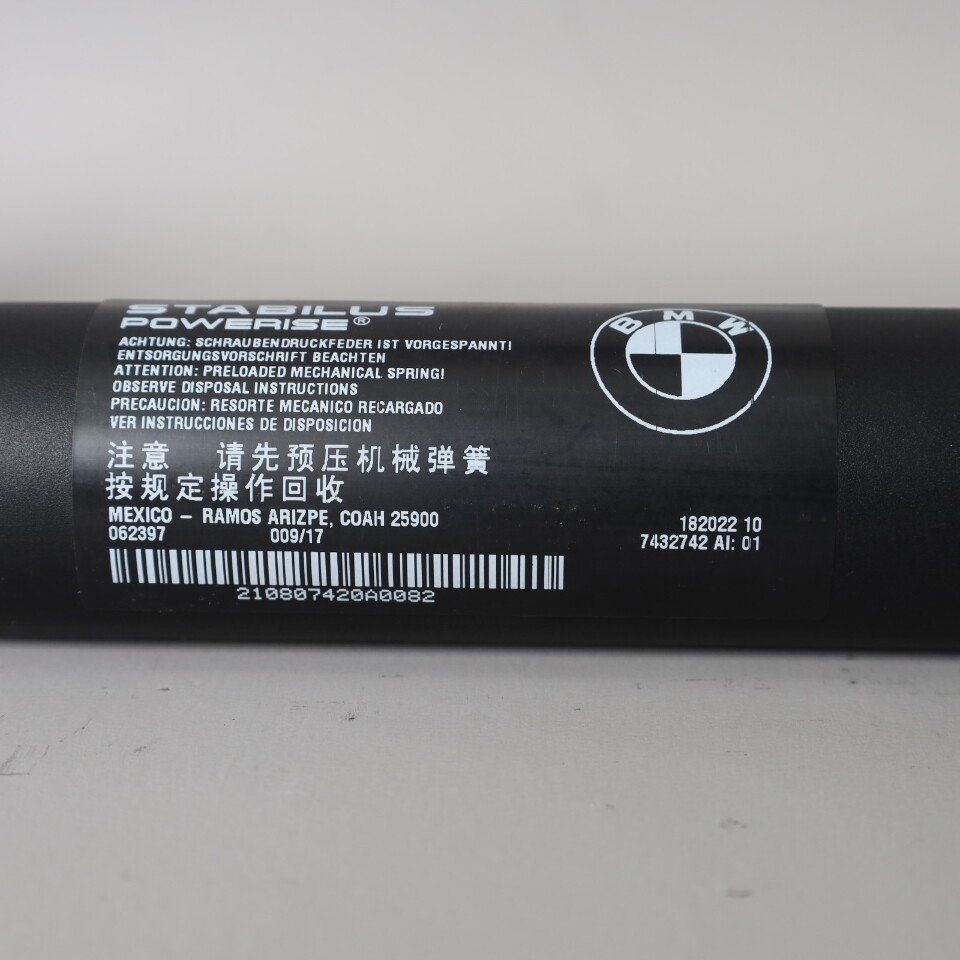 STABILUS
POWERISE®
ACHTUNG: SCHRAUBENDRUCKFEDER IST VORGESPANNT!
ENTSORGUNGSVORSCHRIFT BEACHTEN
ATTENTION: PRELOADED MECHANICAL SPRING!
OBSERVE DISPOSAL INSTRUCTIONS
PRECAUCION: RESORTE MECANICO RECARGADO
VER INSTRUCCIONES DE DISPOSICION
注意 请先预压机械弹簧
按规定操作回收
MEXICO – RAMOS ARIZPE, COAH 25900
062397 009/17
210807420A0082
BMW
182022 10
7432742 AI: 01